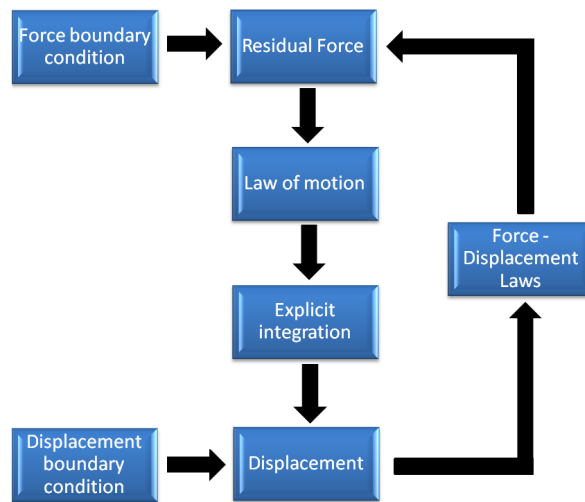 Force boundary
condition
Residual Force
Law of motion
Force -
Displacement
Laws
Explicit
integration
Displacement
boundary
condition
Displacement